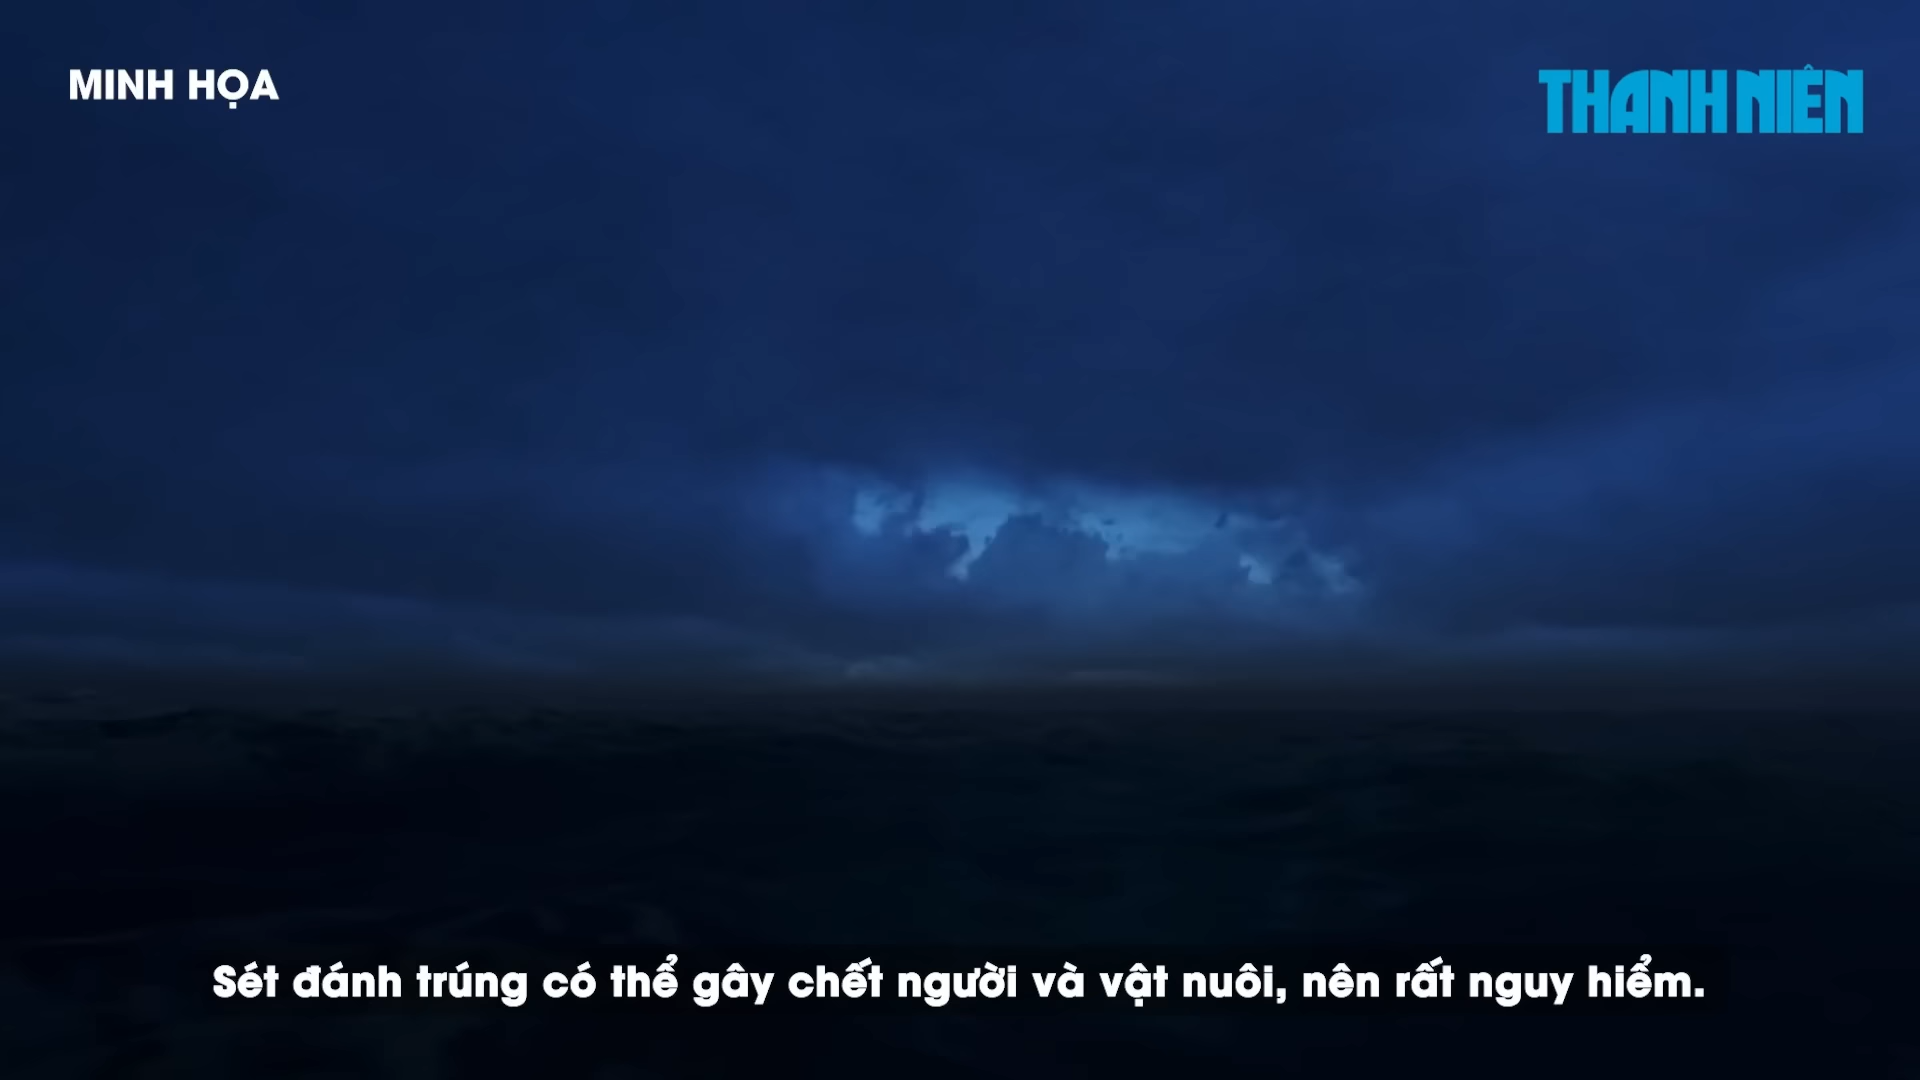 MINH HỌA
THANH NIÊN
Sét đánh trúng có thể gây chết người và vật nuôi, nên rất nguy hiểm.